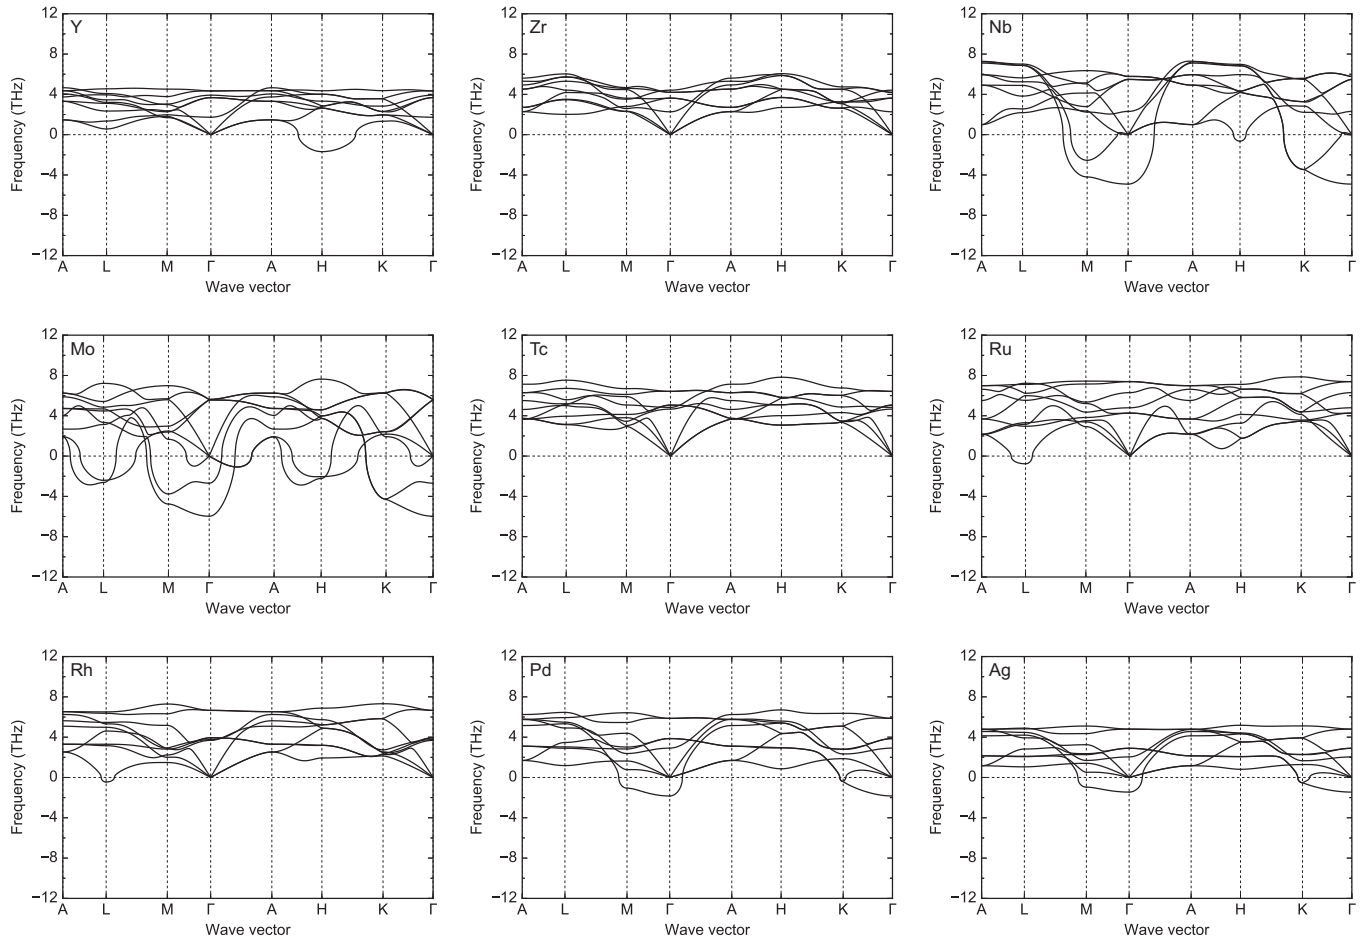 Y
12
8
4
0
−4
−8
−12
Frequency (THz)
A L M Γ A H K Γ
Wave vector
Zr
12
8
4
0
−4
−8
−12
Frequency (THz)
A L M Γ A H K Γ
Wave vector
Nb
12
8
4
0
−4
−8
−12
Frequency (THz)
A L M Γ A H K Γ
Wave vector
Mo
12
8
4
0
−4
−8
−12
Frequency (THz)
A L M Γ A H K Γ
Wave vector
Tc
12
8
4
0
−4
−8
−12
Frequency (THz)
A L M Γ A H K Γ
Wave vector
Ru
12
8
4
0
−4
−8
−12
Frequency (THz)
A L M Γ A H K Γ
Wave vector
Rh
12
8
4
0
−4
−8
−12
Frequency (THz)
A L M Γ A H K Γ
Wave vector
Pd
12
8
4
0
−4
−8
−12
Frequency (THz)
A L M Γ A H K Γ
Wave vector
Ag
12
8
4
0
−4
−8
−12
Frequency (THz)
A L M Γ A H K Γ
Wave vector